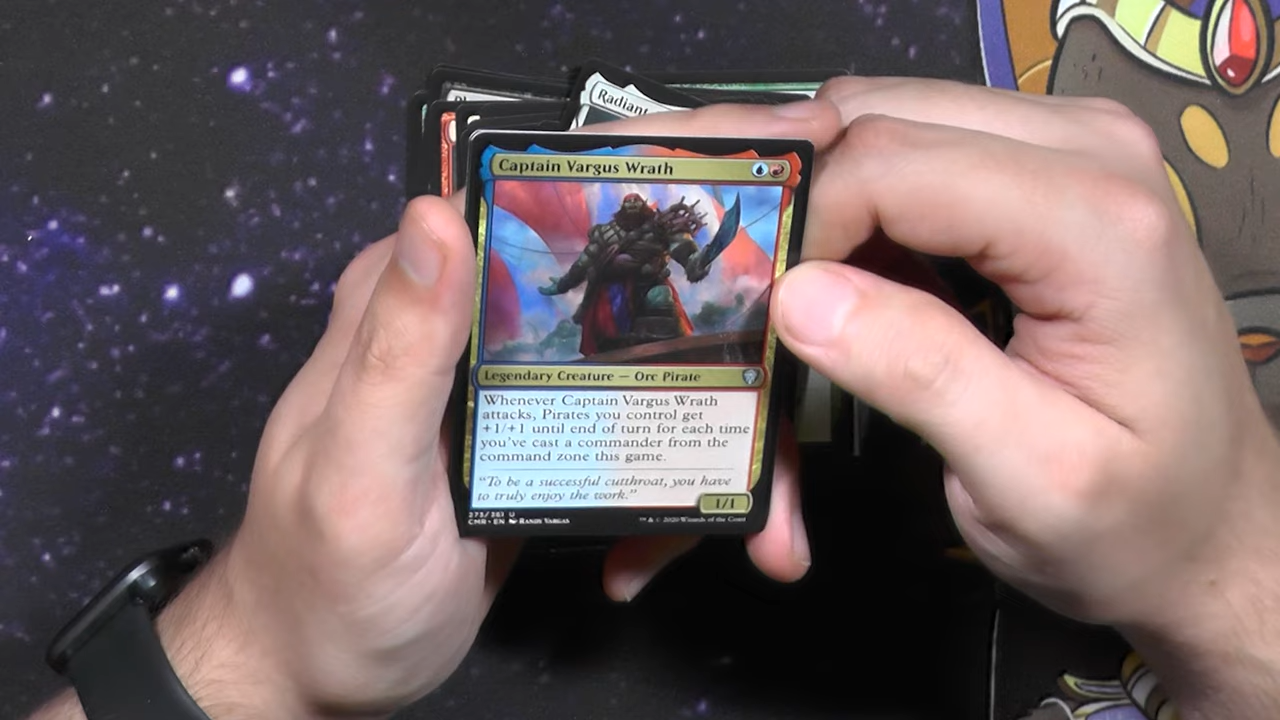 Radiant
Captain Vargus Wrath
Legendary Creature — Orc Pirate
Whenever Captain Vargus Wrath
attacks, Pirates you control get
+1/+1 until end of turn for each time
you've cast a commander from the
command zone this game.
"To be a successful cutthroat, you have
to truly enjoy the work."
1/1
273/361 U
CMR • EN Randy Vargas
™ & © 2020 Wizards of the Coast